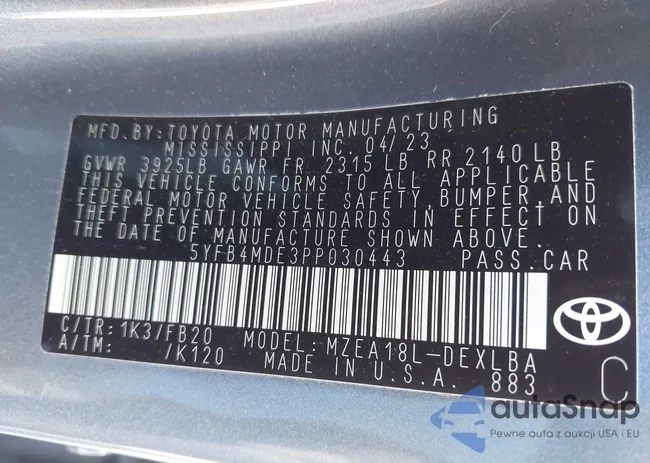 MFD.BY:TOYOTA MOTOR MANUFACTURING
MISSISSIPPI INC 04/23
GVWR 3925LB GAWR FR 2315 LB RR 2140LB
THIS VEHICLE CONFORMS TO ALL APPLICABLE
FEDERAL MOTOR VEHICLE SAFETY,BUMPER,AND
THEFT PREVENTION STANDARDS IN EFFECT ON
THE DATE OF MANUFACTURE SHOWN ABOVE.
5YFB4MDE3PP030443 PASS.CAR
C/TR:1K3/FB20 MODEL:MZEA18L-DEXLBA
A/TM: /K120 MADE IN U.S.A. 883
C
autaSnap
Pewne auta z aukcji USA i EU